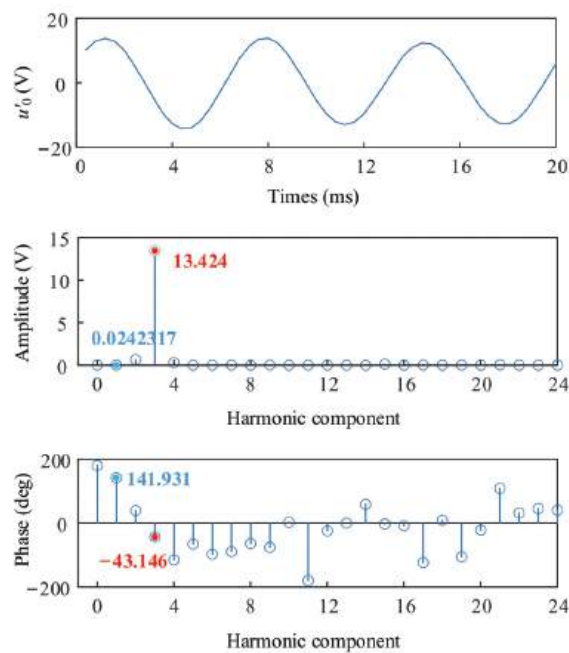 20
0
−20
u'0 (V)
0 4 8 12 16 20
Times (ms)
15
10
5
0
Amplitude (V)
13.424
0.0242317
0 4 8 12 16 20 24
Harmonic component
200
0
−200
Phase (deg)
141.931
−43.146
0 4 8 12 16 20 24
Harmonic component